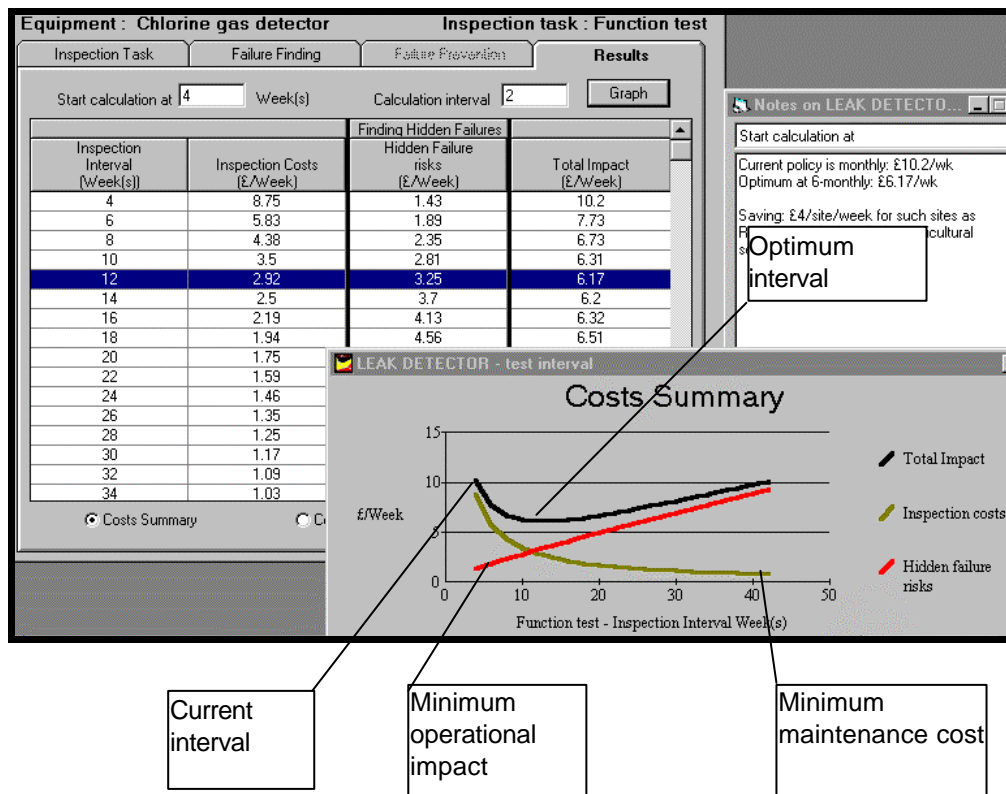 Equipment : Chlorine gas detector Inspection task : Function test
Inspection Task Failure Finding Failure Prevention Results
Start calculation at 4 Week(s) Calculation interval 2 Graph
Finding Hidden Failures
Inspection Interval (Week(s)) Inspection Costs (£/Week) Hidden Failure risks (£/Week) Total Impact (£/Week)
4 8.75 1.43 10.2
6 5.83 1.89 7.73
8 4.38 2.35 6.73
10 3.5 2.81 6.31
12 2.92 3.25 6.17
14 2.5 3.7 6.2
16 2.19 4.13 6.32
18 1.94 4.56 6.51
20 1.75
22 1.59
24 1.46
26 1.35
28 1.25
30 1.17
32 1.09
34 1.03
Costs Summary
Notes on LEAK DETECTO...
Start calculation at
Current policy is monthly: £10.2/wk
Optimum at 6-monthly: £6.17/wk
Saving: £4/site/week for such sites as
Optimum
interval
LEAK DETECTOR - test interval
Costs Summary
15
10
5
0
£/Week
0 10 20 30 40 50
Function test - Inspection Interval Week(s)
Total Impact
Inspection costs
Hidden failure
risks
Current
interval
Minimum
operational
impact
Minimum
maintenance cost